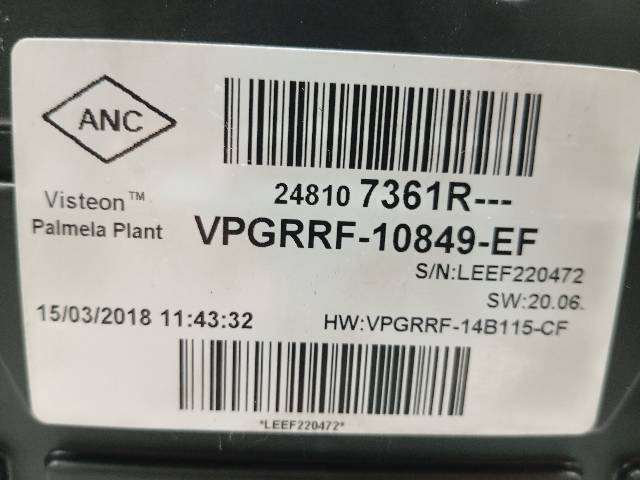 ANC
Visteon™
Palmela Plant
24810 7361R---
VPGRRF-10849-EF
S/N:LEEF220472
SW:20.06.
15/03/2018 11:43:32
HW:VPGRRF-14B115-CF
*LEEF220472*